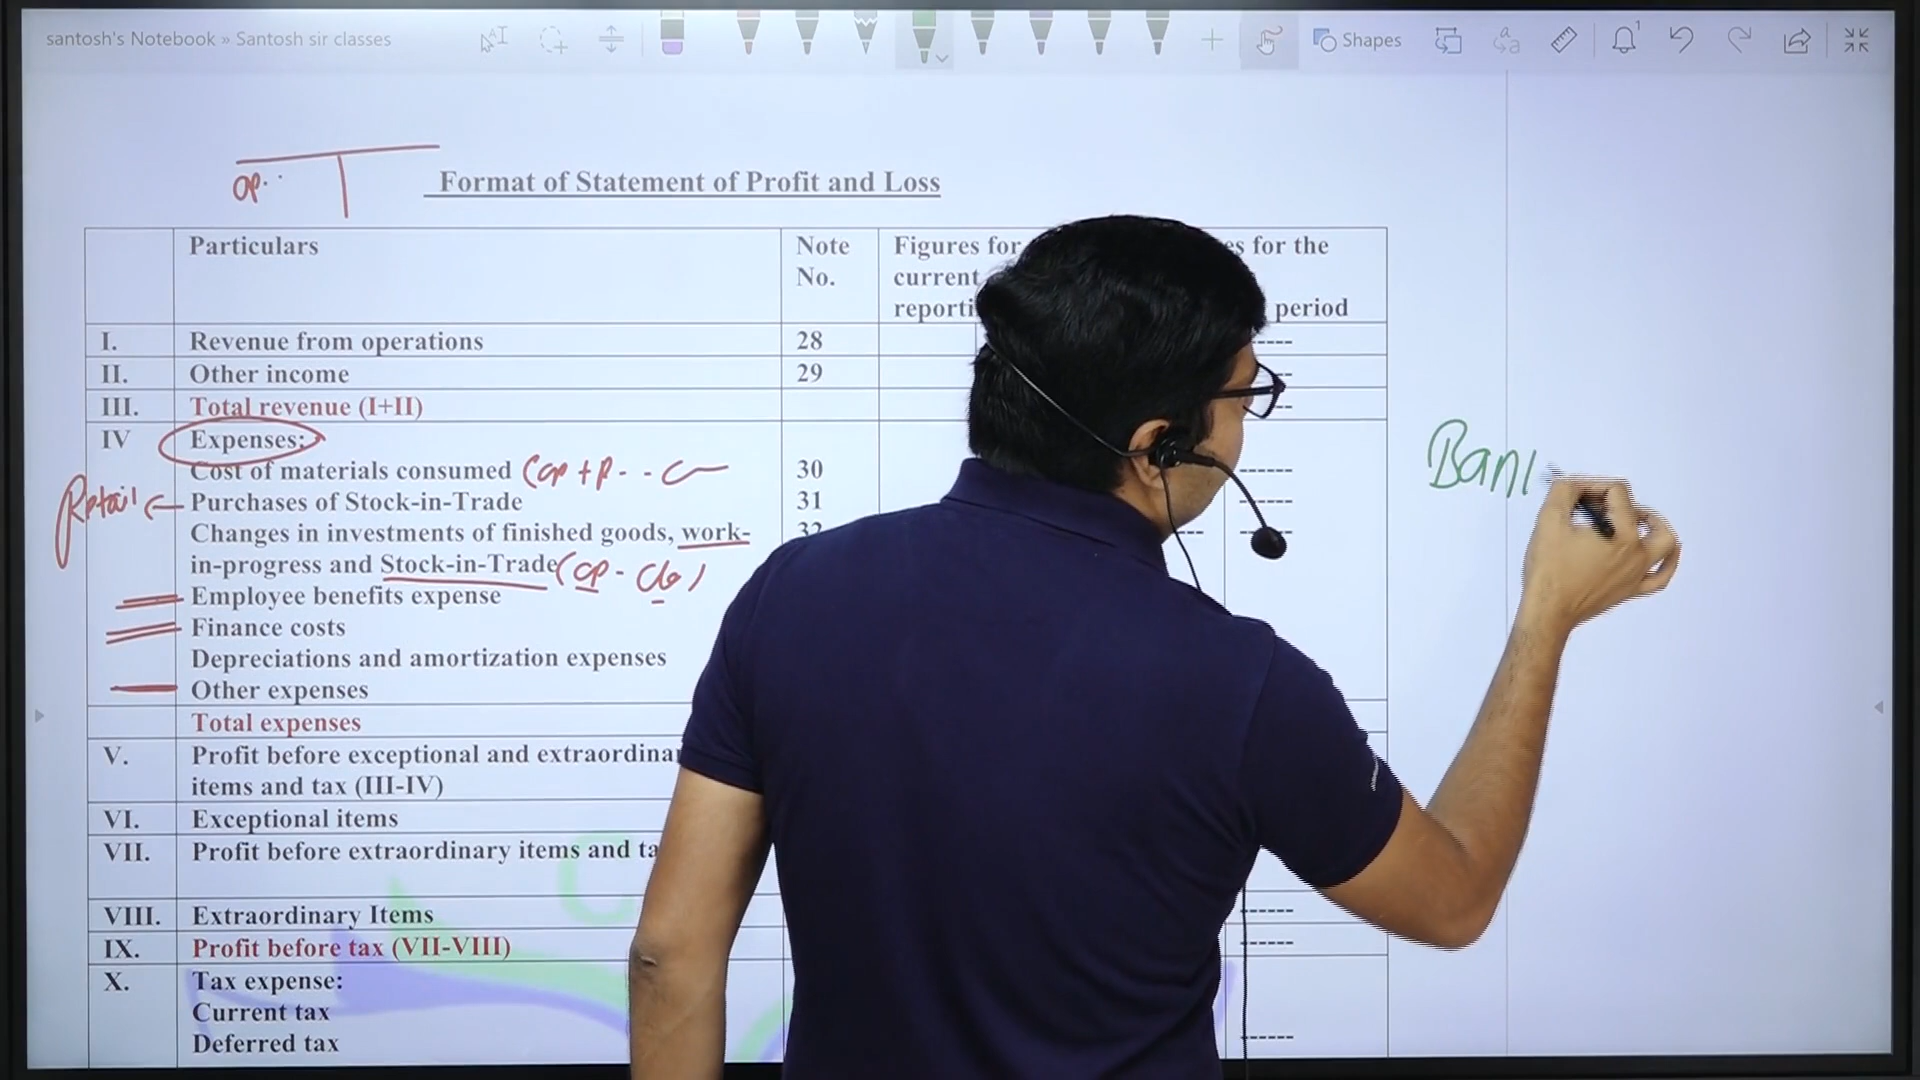 santosh's Notebook » Santosh sir classes
Shapes
1
op..
Format of Statement of Profit and Loss
Particulars
Note No.
Figures for current reporti
es for the
period
I. Revenue from operations 28 -----
II. Other income 29
III. Total revenue (I+II)
IV Expenses:
Cost of materials consumed (op + p - - 30 ------
Retail Purchases of Stock-in-Trade 31 ------
Changes in investments of finished goods, work- 32
in-progress and Stock-in-Trade (op - Clo)
Employee benefits expense
Finance costs
Depreciations and amortization expenses
Other expenses
Total expenses
V. Profit before exceptional and extraordinar
items and tax (III-IV)
VI. Exceptional items
VII. Profit before extraordinary items and ta
VIII. Extraordinary Items ------
IX. Profit before tax (VII-VIII) ------
X. Tax expense:
Current tax
Deferred tax ------
Ban